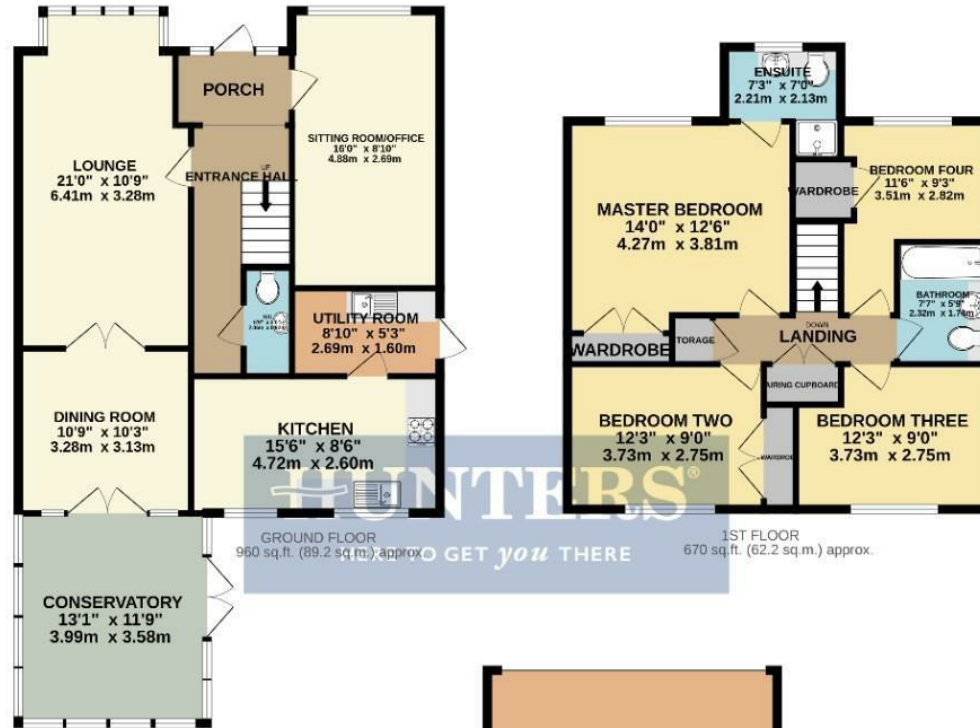 PORCH
LOUNGE
21'0" x 10'9"
6.41m x 3.28m
SITTING ROOM/OFFICE
16'0" x 8'10"
4.88m x 2.69m
UP
ENTRANCE HALL
UTILITY ROOM
8'10" x 5'3"
2.69m x 1.60m
DINING ROOM
10'9" x 10'3"
3.28m x 3.13m
KITCHEN
15'6" x 8'6"
4.72m x 2.60m
CONSERVATORY
13'1" x 11'9"
3.99m x 3.58m
GROUND FLOOR
960 sq.ft. (89.2 sq.m.) approx.
ENSUITE
7'3" x 7'0"
2.21m x 2.13m
MASTER BEDROOM
14'0" x 12'6"
4.27m x 3.81m
WARDROBE
BEDROOM FOUR
11'6" x 9'3"
3.51m x 2.82m
BATHROOM
7'7" x 5'9"
2.32m x 1.74m
WARDROBE
TORAGE
DOWN
LANDING
AIRING CUPBOARD
BEDROOM TWO
12'3" x 9'0"
3.73m x 2.75m
WARDROBE
BEDROOM THREE
12'3" x 9'0"
3.73m x 2.75m
1ST FLOOR
670 sq.ft. (62.2 sq.m.) approx.
HUNTERS®
HERE TO GET you THERE